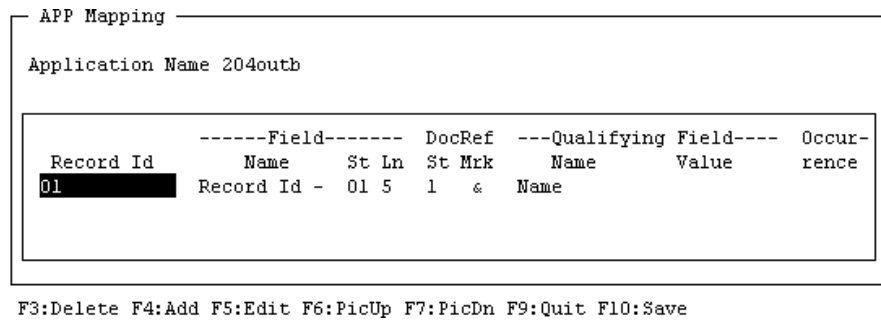 APP Mapping
Application Name 204outb
------Field------- DocRef ---Qualifying Field---- Occur-
Record Id Name St Ln St Mrk Name Value rence
01 Record Id - 01 5 1 & Name
F3:Delete F4:Add F5:Edit F6:PicUp F7:PicDn F9:Quit F10:Save